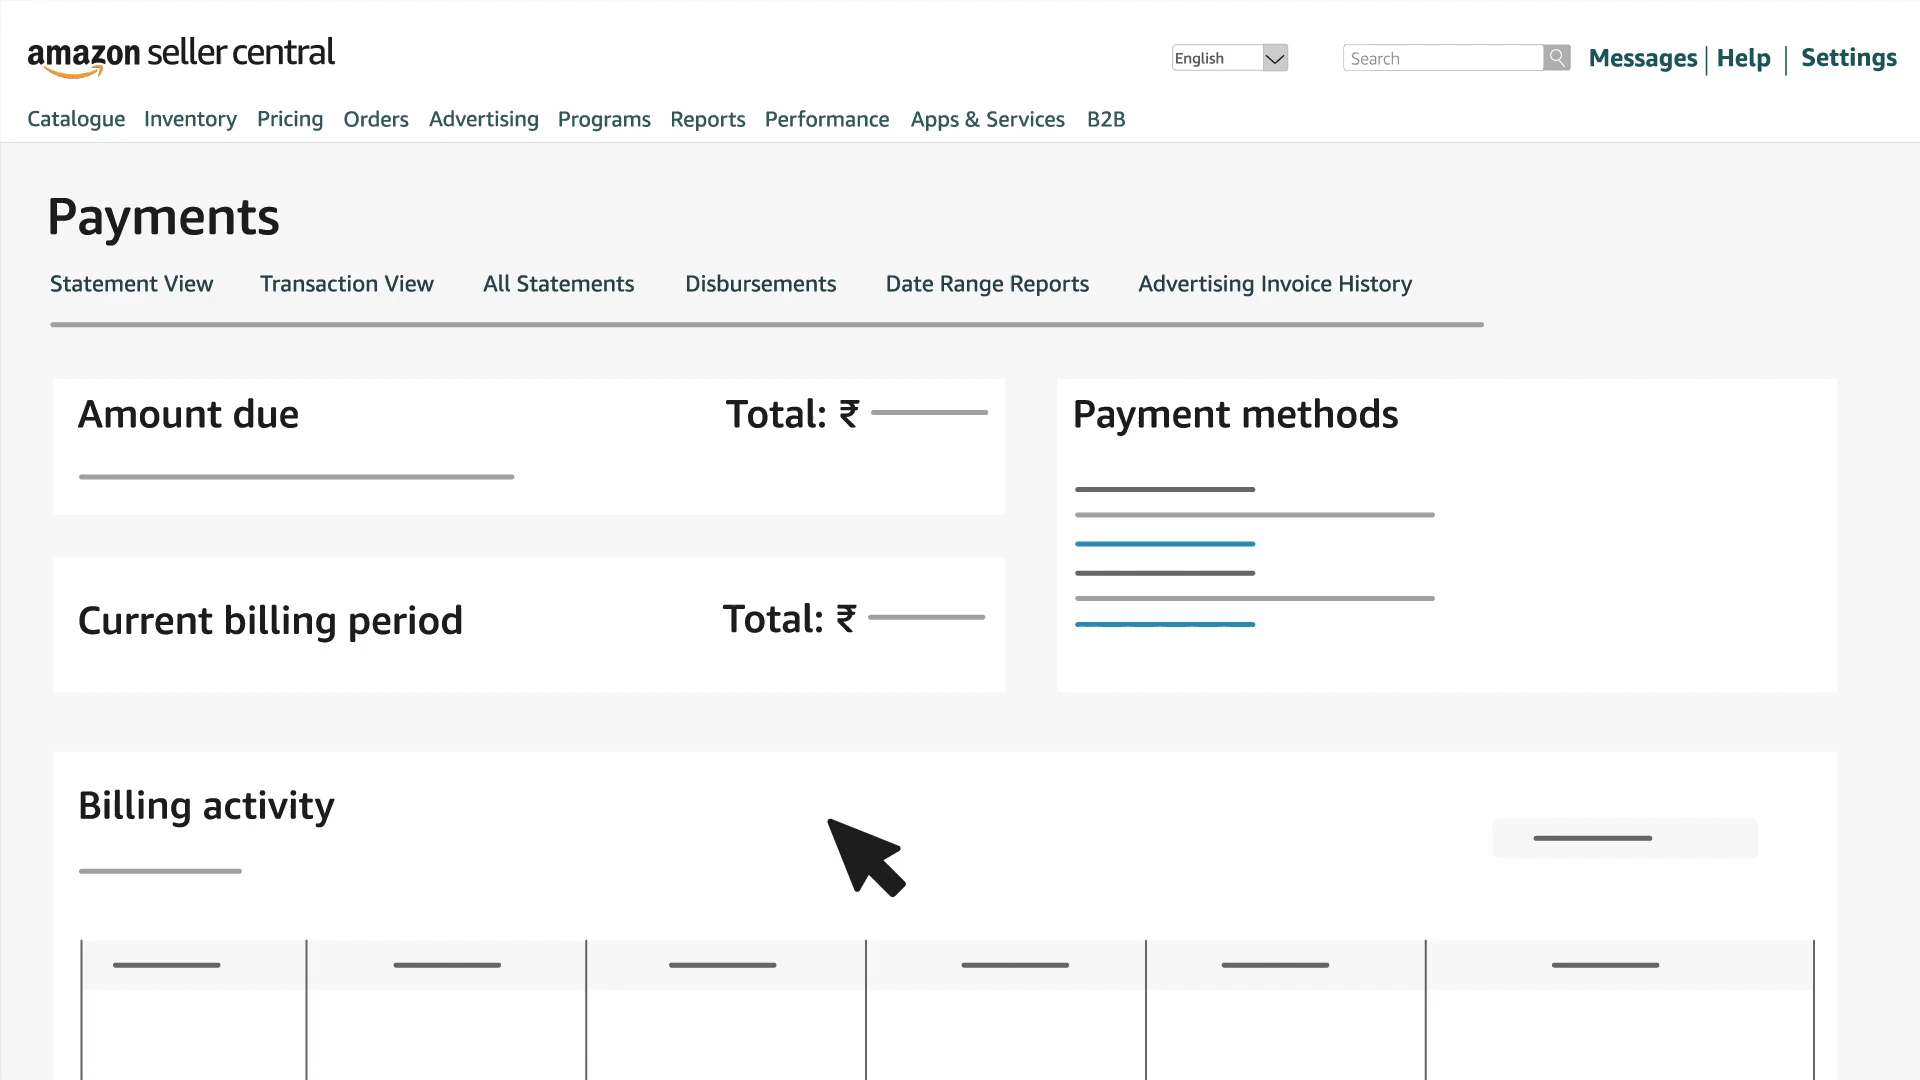 amazon seller central
English
Search
Messages | Help | Settings
Catalogue Inventory Pricing Orders Advertising Programs Reports Performance Apps & Services B2B
Payments
Statement View Transaction View All Statements Disbursements Date Range Reports Advertising Invoice History
Amount due Total: ₹
Payment methods
Current billing period Total: ₹
Billing activity